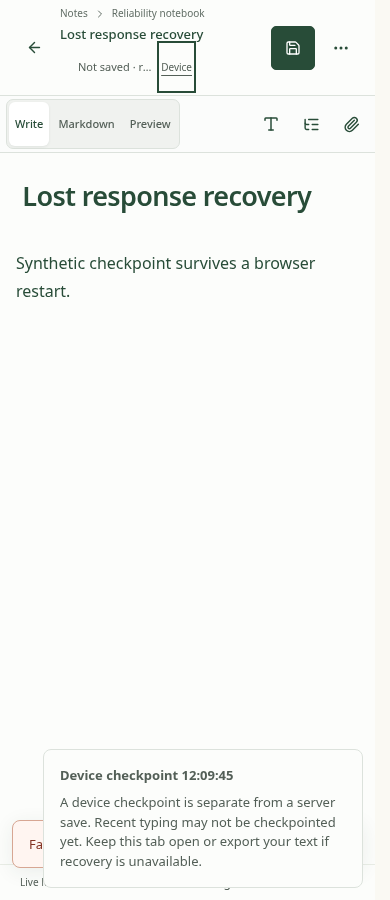 Notes > Reliability notebook
Lost response recovery
Not saved · r... Device
Write Markdown Preview
Lost response recovery
Synthetic checkpoint survives a browser
restart.
Device checkpoint 12:09:45
A device checkpoint is separate from a server
save. Recent typing may not be checkpointed
yet. Keep this tab open or export your text if
recovery is unavailable.
Live